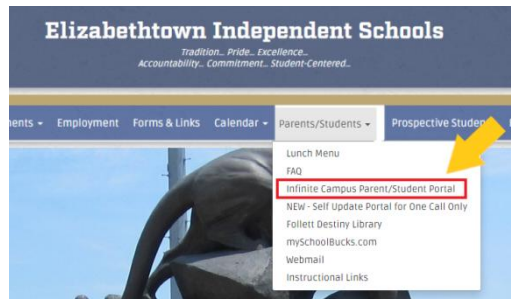 Elizabethtown Independent Schools
Tradition... Pride... Excellence...
Accountability... Commitment... Student-Centered...
Employment Forms & Links Calendar Parents/Students Prospective
Lunch Menu
FAQ
Infinite Campus Parent/Student Portal
NEW - Self Update Portal for One Call Only
Follett Destiny Library
mySchoolBucks.com
Webmail
Instructional Links